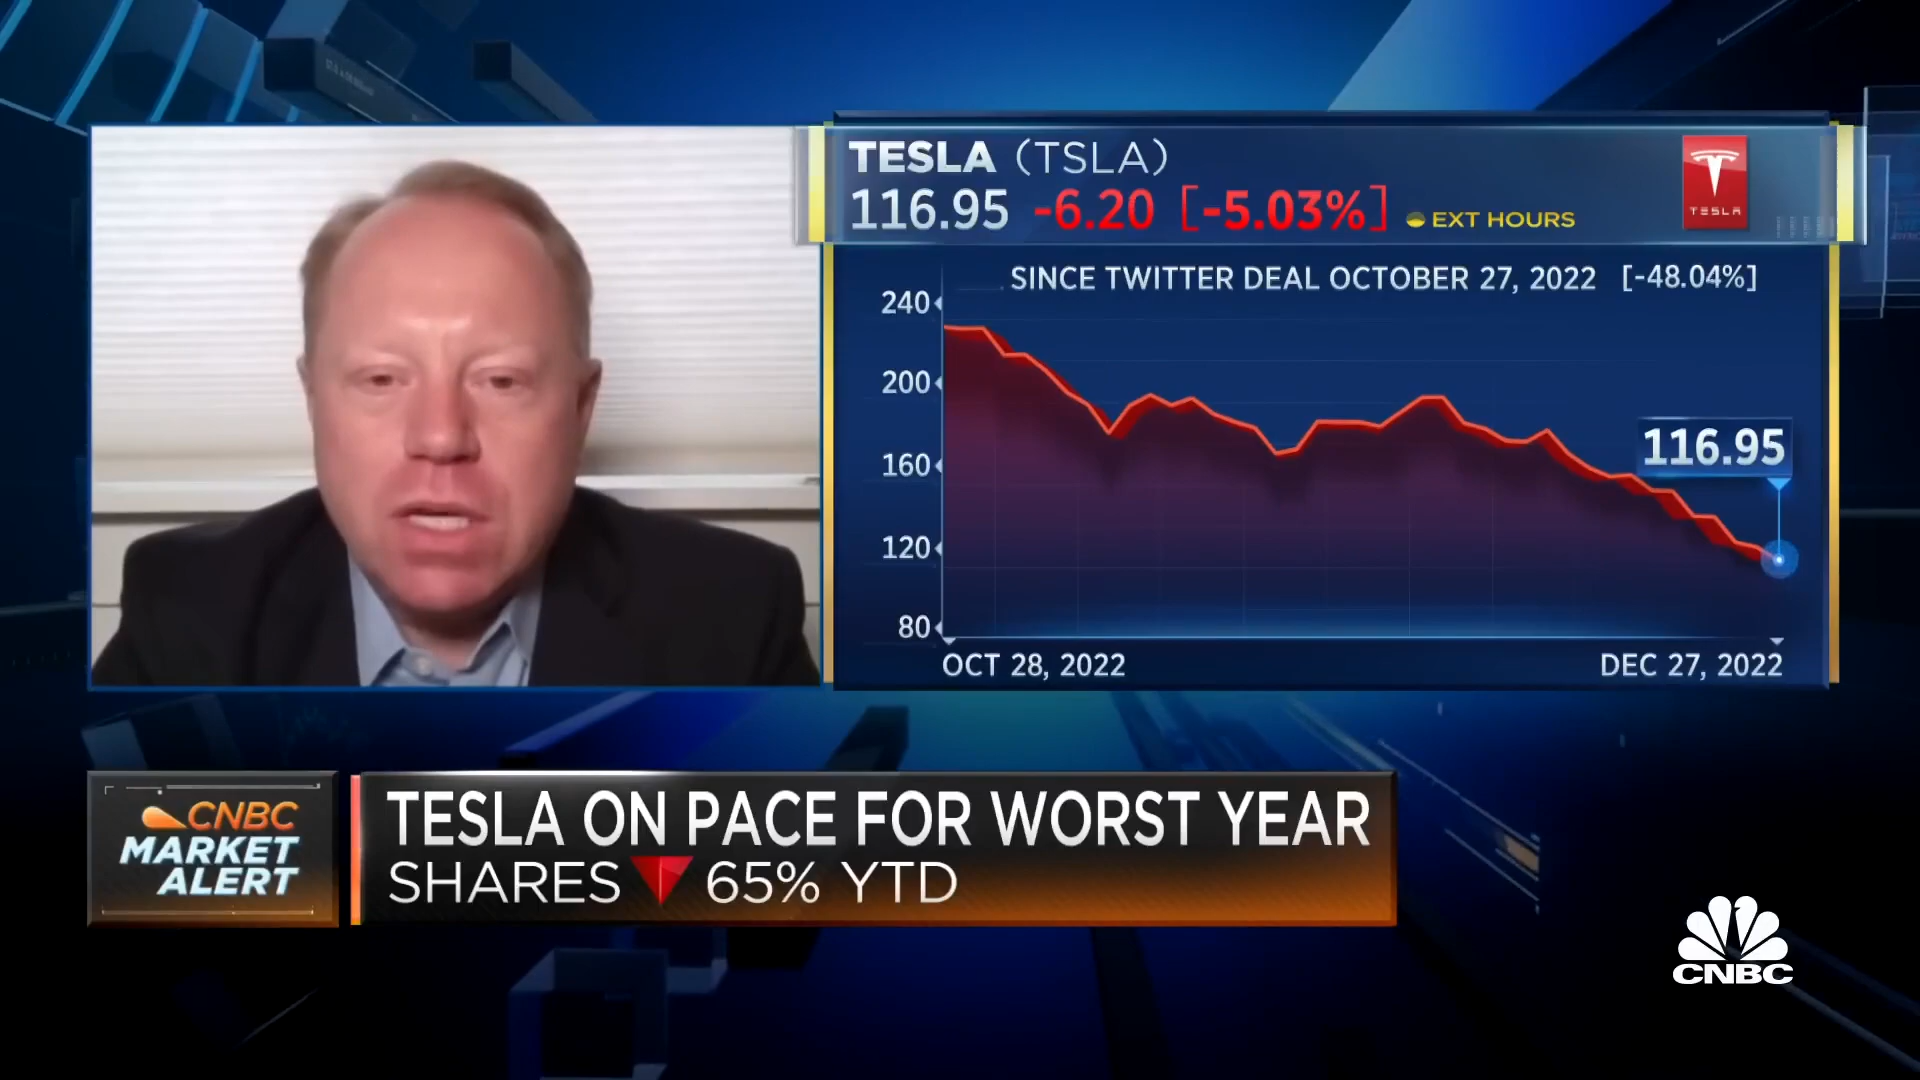 TESLA (TSLA)
116.95 -6.20 [-5.03%] EXT HOURS
TESLA
SINCE TWITTER DEAL OCTOBER 27, 2022 [-48.04%]
240
200
160
120
80
116.95
OCT 28, 2022 DEC 27, 2022
CNBC
MARKET
ALERT
TESLA ON PACE FOR WORST YEAR
SHARES 65% YTD
CNBC